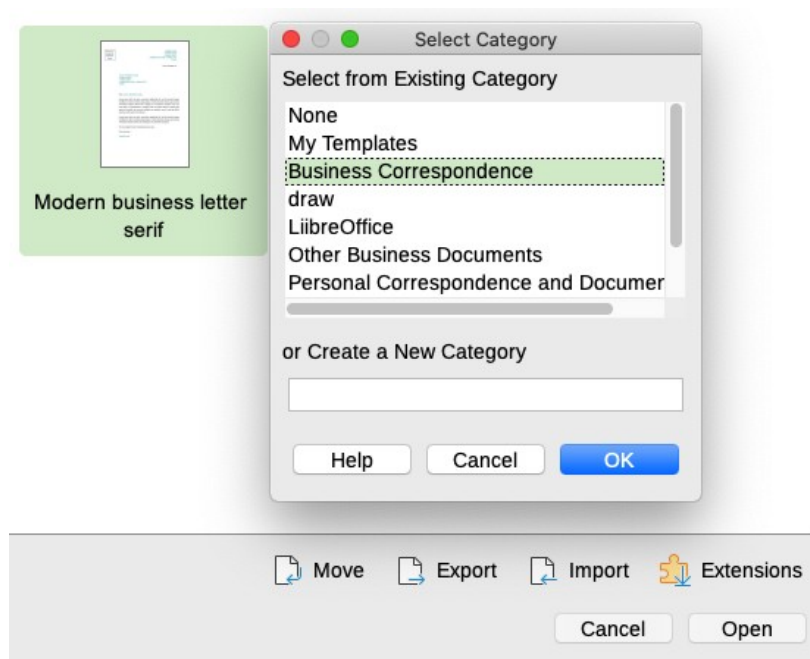 Select Category
Select from Existing Category
None
My Templates
Business Correspondence
draw
LiibreOffice
Other Business Documents
Personal Correspondence and Documer
or Create a New Category
Help
Cancel
OK
Modern business letter
serif
Move
Export
Import
Extensions
Cancel
Open